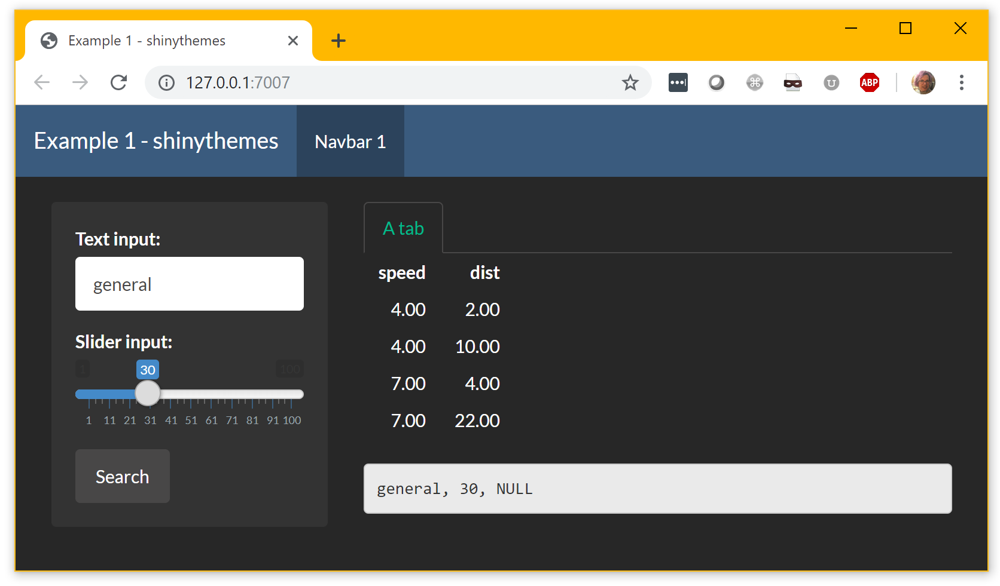 Example 1 - shinythemes
127.0.0.1:7007
ABP
Example 1 - shinythemes
Navbar 1
Text input:
general
Slider input:
1 30 100
1 11 21 31 41 51 61 71 81 91 100
Search
A tab
speed dist
4.00 2.00
4.00 10.00
7.00 4.00
7.00 22.00
general, 30, NULL